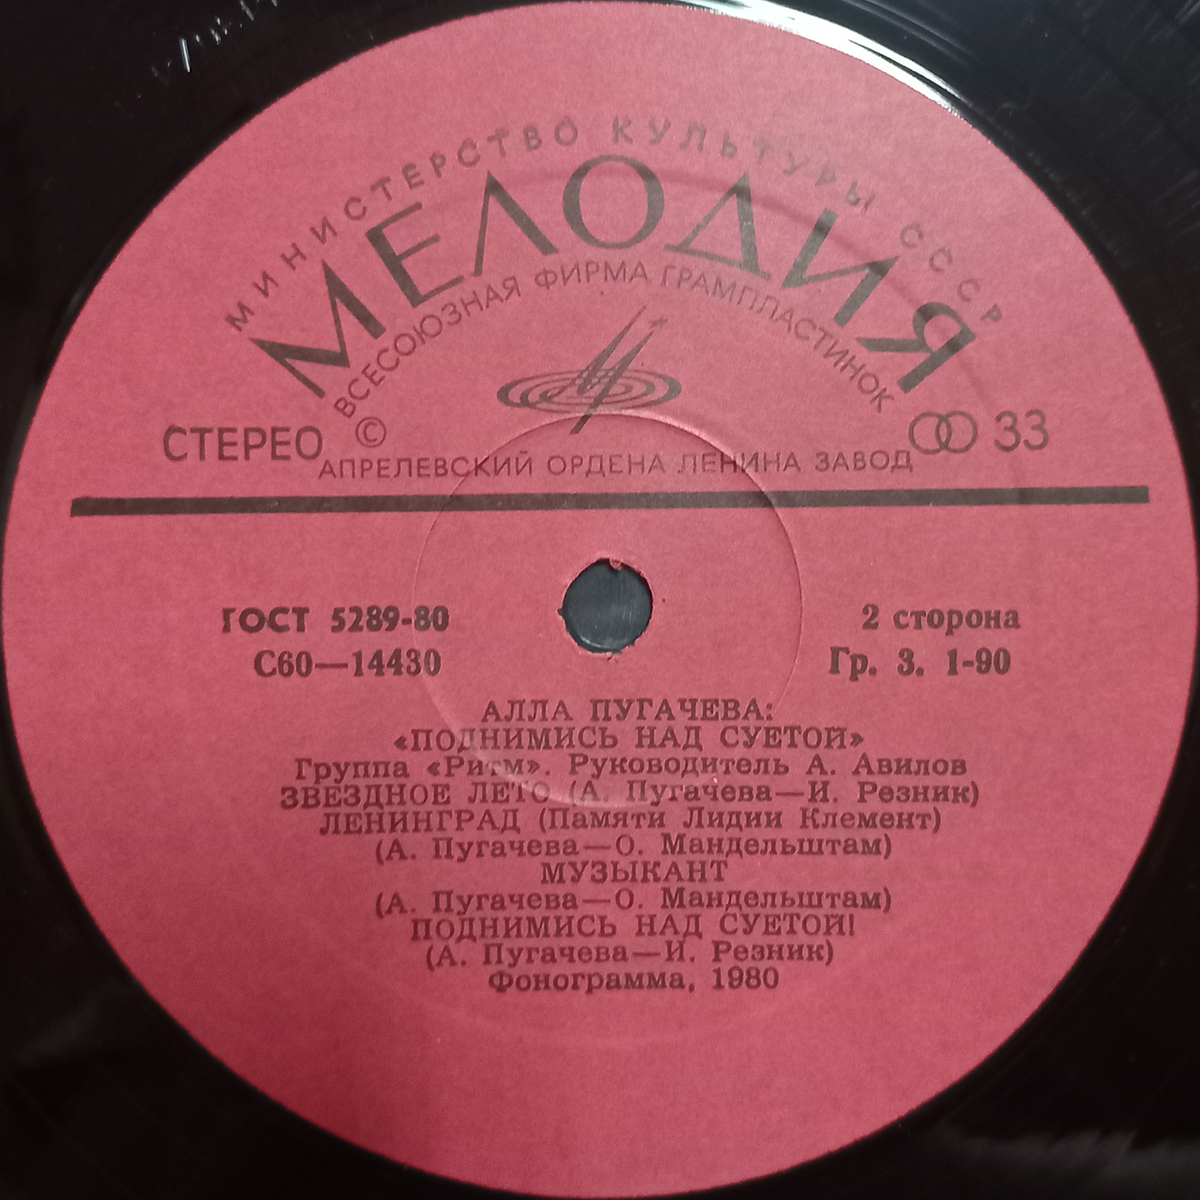 МИНИСТЕРСТВО КУЛЬТУРЫ СССР
МЕЛОДИЯ
ВСЕСОЮЗНАЯ ФИРМА ГРАМПЛАСТИНОК
СТЕРЕО © 33
АПРЕЛЕВСКИЙ ОРДЕНА ЛЕНИНА ЗАВОД
ГОСТ 5289-80 2 сторона
С60—14430 Гр. 3. 1-90
АЛЛА ПУГАЧЕВА:
«ПОДНИМИСЬ НАД СУЕТОЙ»
Группа «Ритм». Руководитель А. Авилов
ЗВЕЗДНОЕ ЛЕТО (А. Пугачева—И. Резник)
ЛЕНИНГРАД (Памяти Лидии Клемент)
(А. Пугачева—О. Мандельштам)
МУЗЫКАНТ
(А. Пугачева—О. Мандельштам)
ПОДНИМИСЬ НАД СУЕТОЙ!
(А. Пугачева—И. Резник)
Фонограмма, 1980